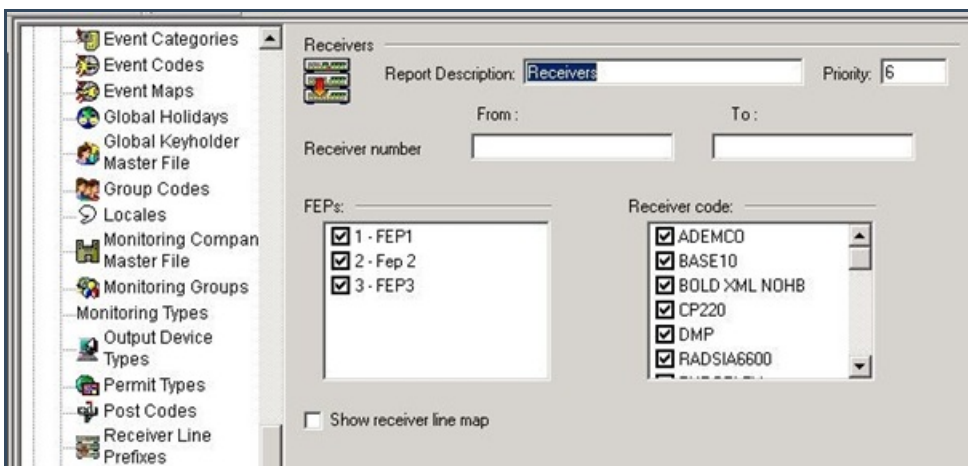 Event Categories
Event Codes
Event Maps
Global Holidays
Global Keyholder
Master File
Group Codes
Locales
Monitoring Compan
Master File
Monitoring Groups
Monitoring Types
Output Device
Types
Permit Types
Post Codes
Receiver Line
Prefixes
Receivers
Report Description: Receivers Priority: 6
From : To :
Receiver number
FEPs: Receiver code:
1 - FEP1
2 - Fep 2
3 - FEP3
ADEMCO
BASE10
BOLD XML NOHB
CP220
DMP
RADSIA6600
Show receiver line map